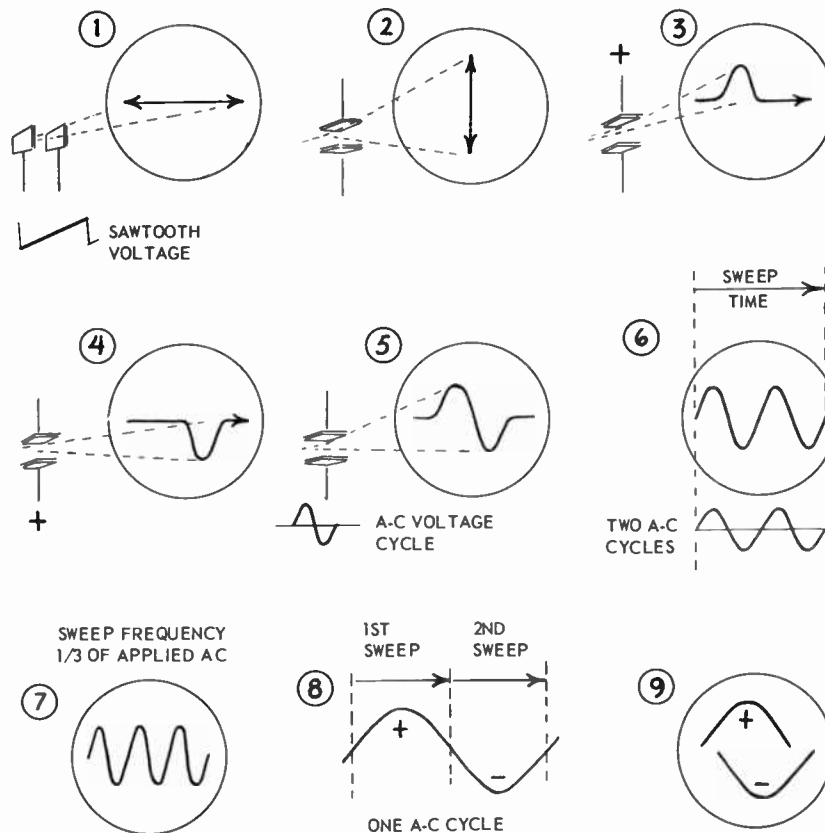 1
2
3
+
SAWTOOTH
VOLTAGE
4
+
5
A-C VOLTAGE
CYCLE
6
SWEEP
TIME
TWO A-C
CYCLES
SWEEP FREQUENCY
1/3 OF APPLIED AC
7
8
1ST
SWEEP
2ND
SWEEP
+
-
ONE A-C CYCLE
9
+
-